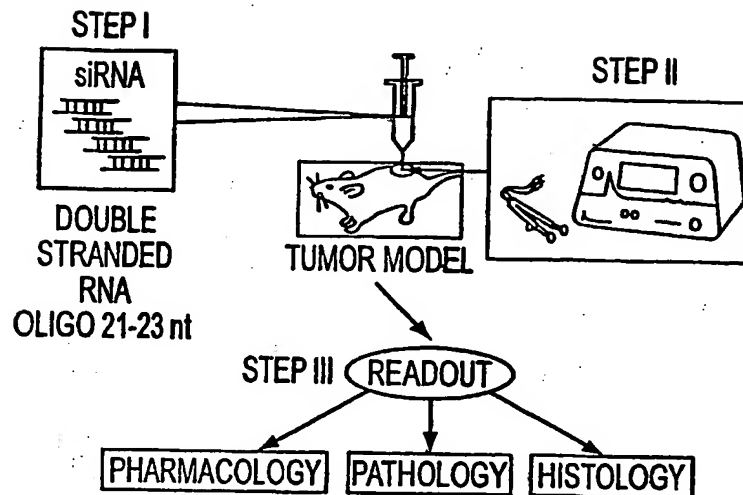 STEP I
siRNA
DOUBLE
STRANDED
RNA
OLIGO 21-23 nt
STEP II
TUMOR MODEL
STEP III
READOUT
PHARMACOLOGY
PATHOLOGY
HISTOLOGY